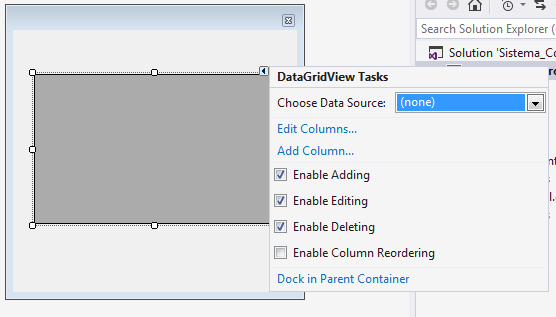 Search Solution Explorer (
Solution 'Sistema_Co
DataGridView Tasks
Choose Data Source: (none)
Edit Columns...
Add Column...
Enable Adding
Enable Editing
Enable Deleting
Enable Column Reordering
Dock in Parent Container